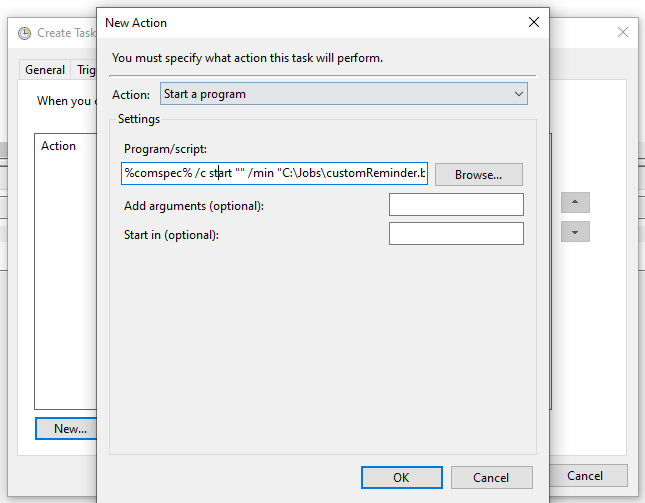 Create Task
New Action
General
Trig
You must specify what action this task will perform.
When you
Action:
Start a program
Action
Settings
Program/script:
%comspec% /c start "" /min "C:\Jobs\customReminder.b
Browse...
Add arguments (optional):
Start in (optional):
New...
OK
Cancel
Cancel